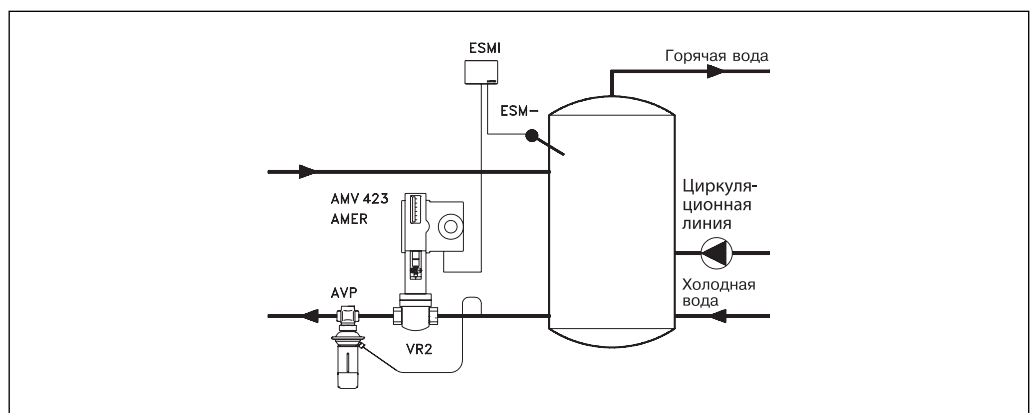 ESMI
Горячая вода
ESM-
AMV 423
AMER
Циркуля-
ционная
линия
AVP
Холодная
вода
VR2